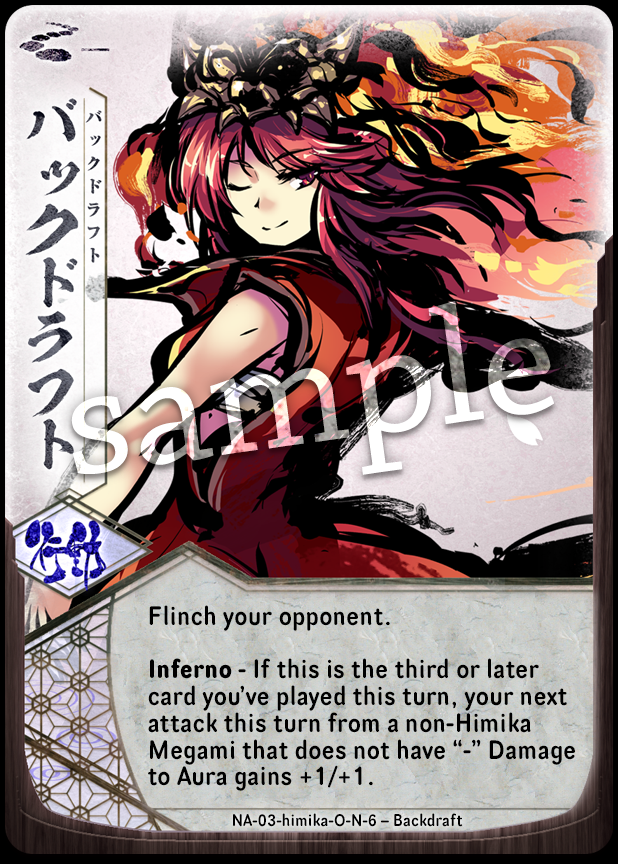 バックドラフト
バックドラフト
行動
sample
Flinch your opponent.
Inferno - If this is the third or later
card you've played this turn, your next
attack this turn from a non-Himika
Megami that does not have “-” Damage
to Aura gains +1/+1.
NA-03-himika-O-N-6 – Backdraft